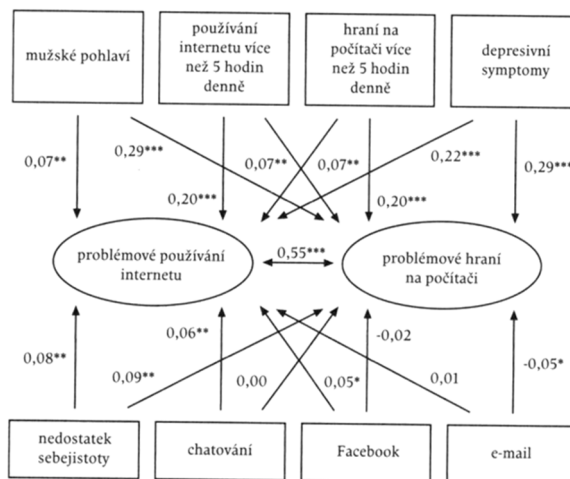 mužské pohlaví
používání
internetu více
než 5 hodin
denně
hraní na
počítači více
než 5 hodin
denně
depresivní
symptomy
0,07**
0,29***
0,07**
0,07**
0,22***
0,29***
0,20***
0,20***
problémové používání
internetu
0,55***
problémové hraní
na počítači
0,06**
-0,02
0,08**
0,09**
0,00
0,05*
0,01
-0,05*
nedostatek
sebejistoty
chatování
Facebook
e-mail